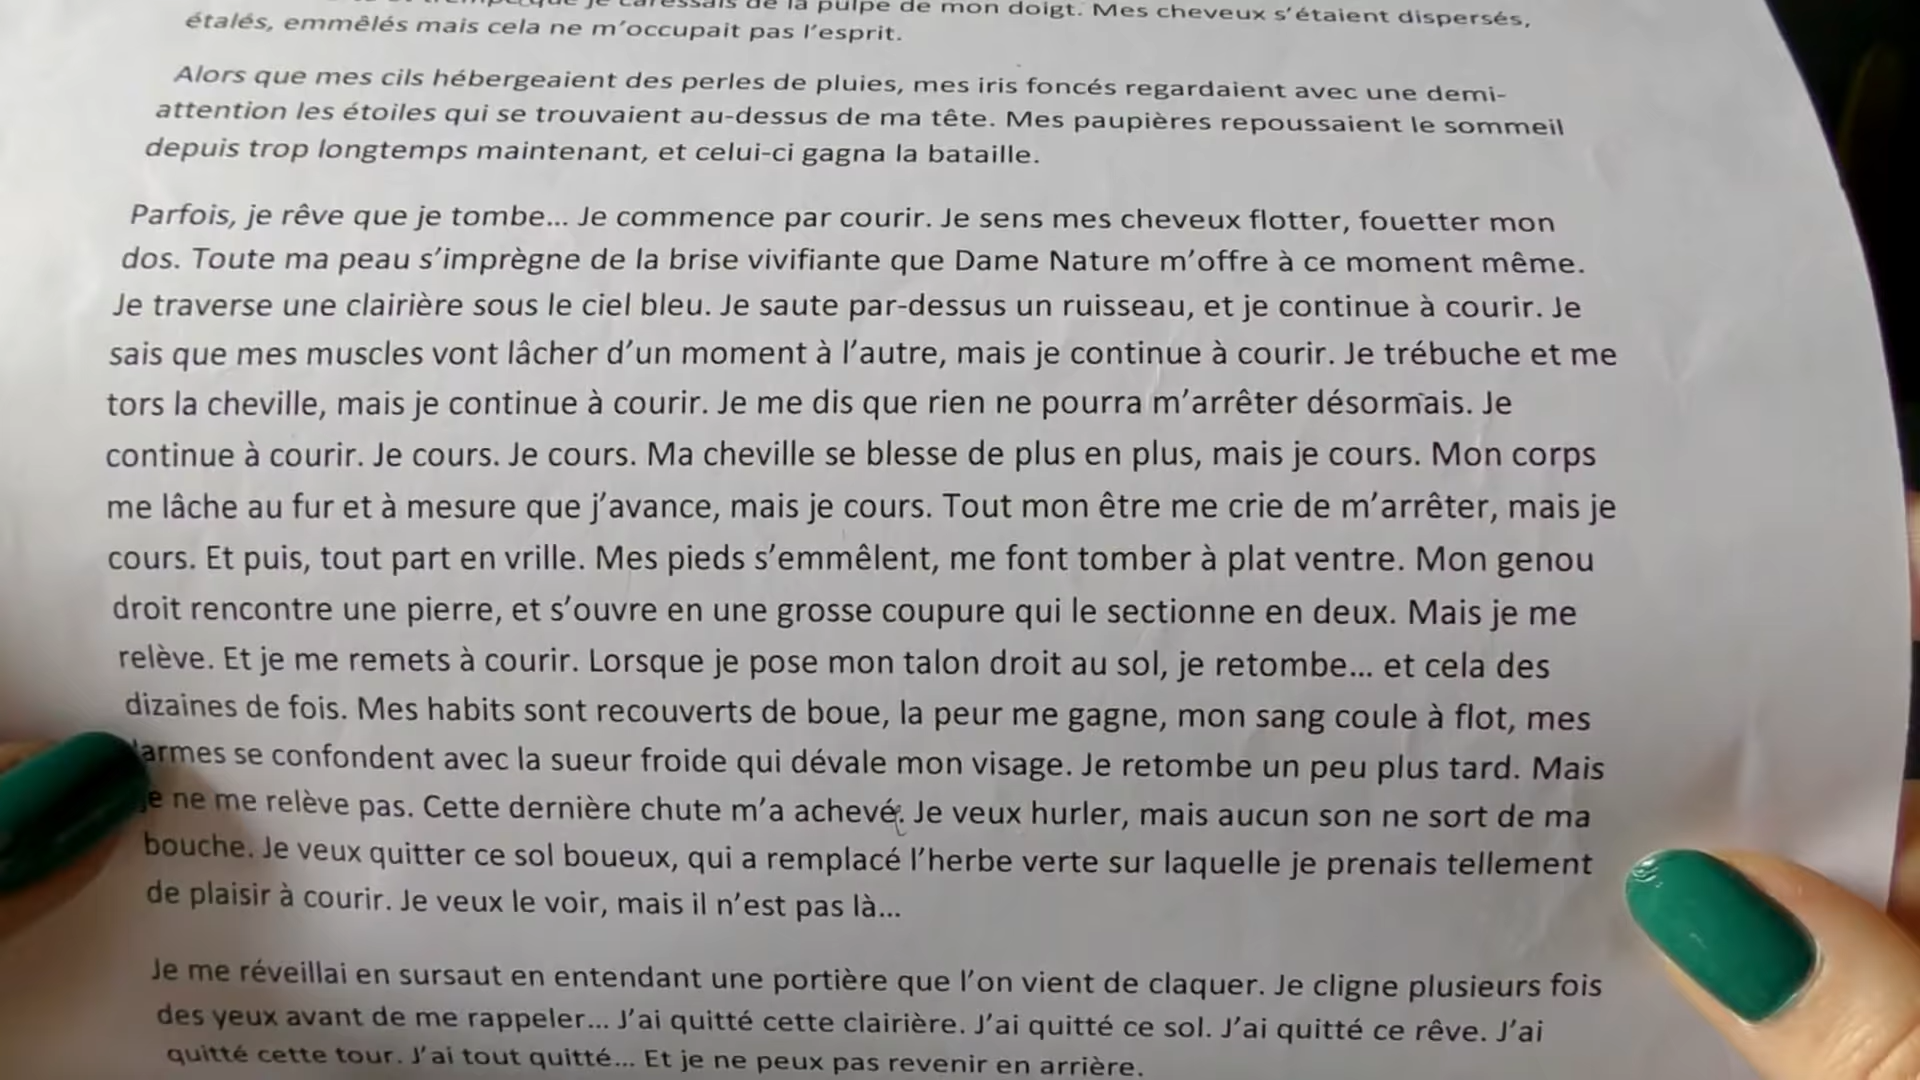 que je caressais de la pulpe de mon doigt. Mes cheveux s’étaient dispersés,
étalés, emmêlés mais cela ne m’occupait pas l’esprit.
Alors que mes cils hébergeaient des perles de pluies, mes iris foncés regardaient avec une demi-
attention les étoiles qui se trouvaient au-dessus de ma tête. Mes paupières repoussaient le sommeil
depuis trop longtemps maintenant, et celui-ci gagna la bataille.
Parfois, je rêve que je tombe... Je commence par courir. Je sens mes cheveux flotter, fouetter mon
dos. Toute ma peau s’imprègne de la brise vivifiante que Dame Nature m’offre à ce moment même.
Je traverse une clairière sous le ciel bleu. Je saute par-dessus un ruisseau, et je continue à courir. Je
sais que mes muscles vont lâcher d’un moment à l’autre, mais je continue à courir. Je trébuche et me
tors la cheville, mais je continue à courir. Je me dis que rien ne pourra m’arrêter désormais. Je
continue à courir. Je cours. Je cours. Ma cheville se blesse de plus en plus, mais je cours. Mon corps
me lâche au fur et à mesure que j’avance, mais je cours. Tout mon être me crie de m’arrêter, mais je
cours. Et puis, tout part en vrille. Mes pieds s’emmêlent, me font tomber à plat ventre. Mon genou
droit rencontre une pierre, et s’ouvre en une grosse coupure qui le sectionne en deux. Mais je me
relève. Et je me remets à courir. Lorsque je pose mon talon droit au sol, je retombe... et cela des
dizaines de fois. Mes habits sont recouverts de boue, la peur me gagne, mon sang coule à flot, mes
larmes se confondent avec la sueur froide qui dévale mon visage. Je retombe un peu plus tard. Mais
je ne me relève pas. Cette dernière chute m’a achevé. Je veux hurler, mais aucun son ne sort de ma
bouche. Je veux quitter ce sol boueux, qui a remplacé l’herbe verte sur laquelle je prenais tellement
de plaisir à courir. Je veux le voir, mais il n’est pas là...
Je me réveillai en sursaut en entendant une portière que l’on vient de claquer. Je cligne plusieurs fois
des yeux avant de me rappeler... J’ai quitté cette clairière. J’ai quitté ce sol. J’ai quitté ce rêve. J’ai
quitté cette tour. J’ai tout quitté... Et je ne peux pas revenir en arrière.